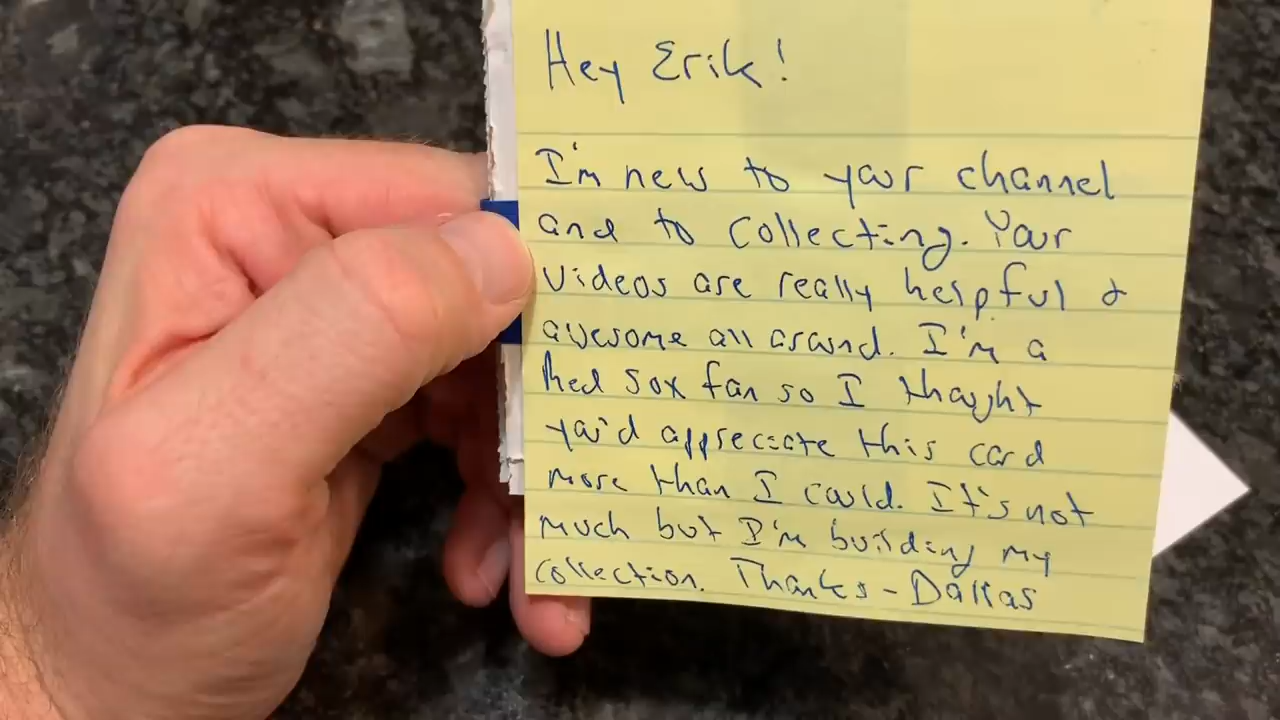 Hey Erik!
I'm new to your channel
and to collecting. Your
videos are really helpful &
awesome all around. I'm a
Red Sox fan so I thought
you'd appreciate this card
more than I could. It's not
much but I'm building my
collection. Thanks - Dallas